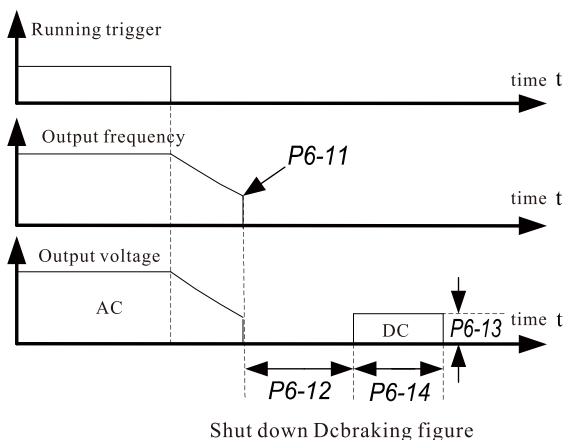 Running trigger
time t
Output frequency
P6-11
time t
Output voltage
AC
DC
P6-13
time t
P6-12
P6-14
Shut down Dcbraking figure